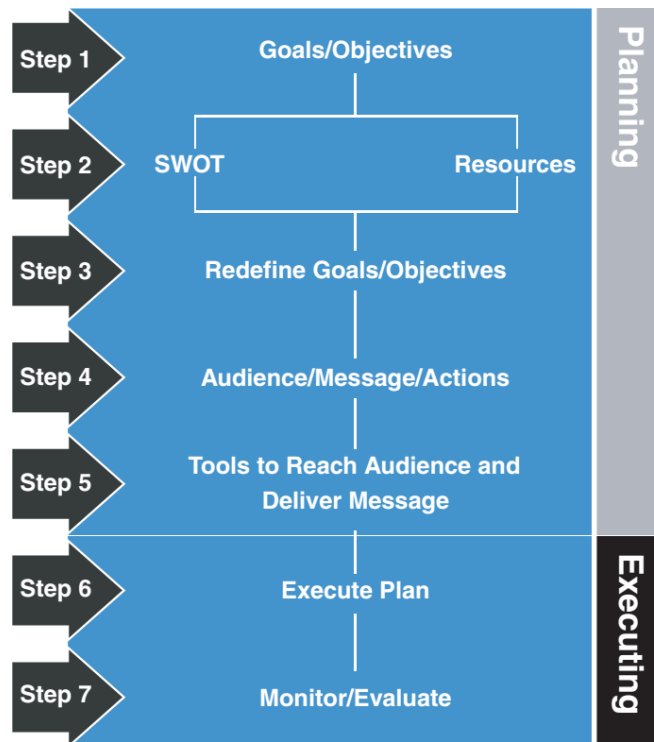 Step 1
Goals/Objectives
Planning
Step 2
SWOT
Resources
Step 3
Redefine Goals/Objectives
Step 4
Audience/Message/Actions
Step 5
Tools to Reach Audience and
Deliver Message
Step 6
Execute Plan
Executing
Step 7
Monitor/Evaluate